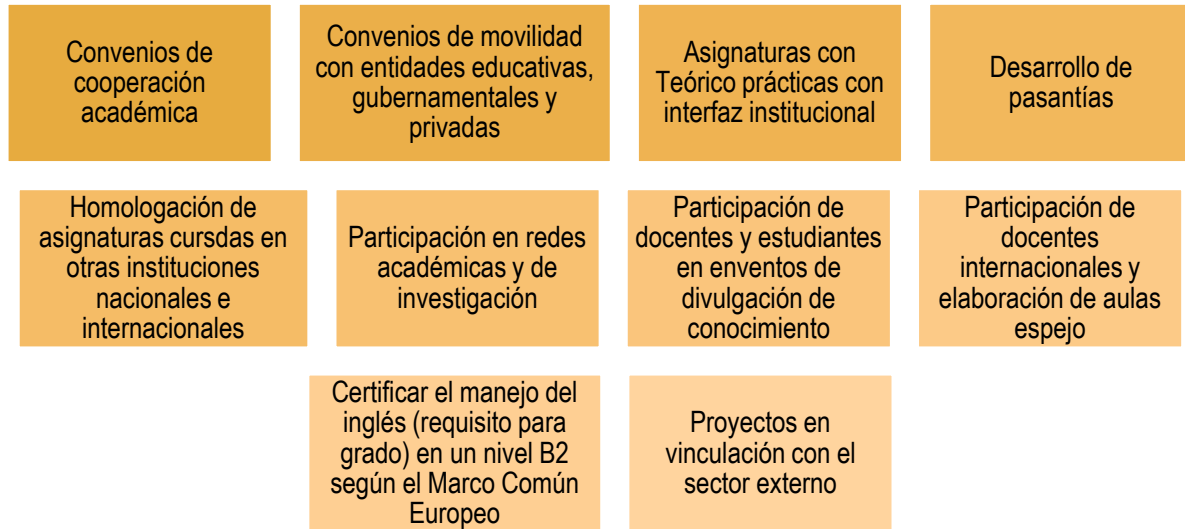 Convenios de
cooperación
académica
Convenios de movilidad
con entidades educativas,
gubernamentales y
privadas
Asignaturas con
Teórico prácticas con
interfaz institucional
Desarrollo de
pasantías
Homologación de
asignaturas cursdas en
otras instituciones
nacionales e
internacionales
Participación en redes
académicas y de
investigación
Participación de
docentes y estudiantes
en enventos de
divulgación de
conocimiento
Participación de
docentes
internacionales y
elaboración de aulas
espejo
Certificar el manejo del
inglés (requisito para
grado) en un nivel B2
según el Marco Común
Europeo
Proyectos en
vinculación con el
sector externo